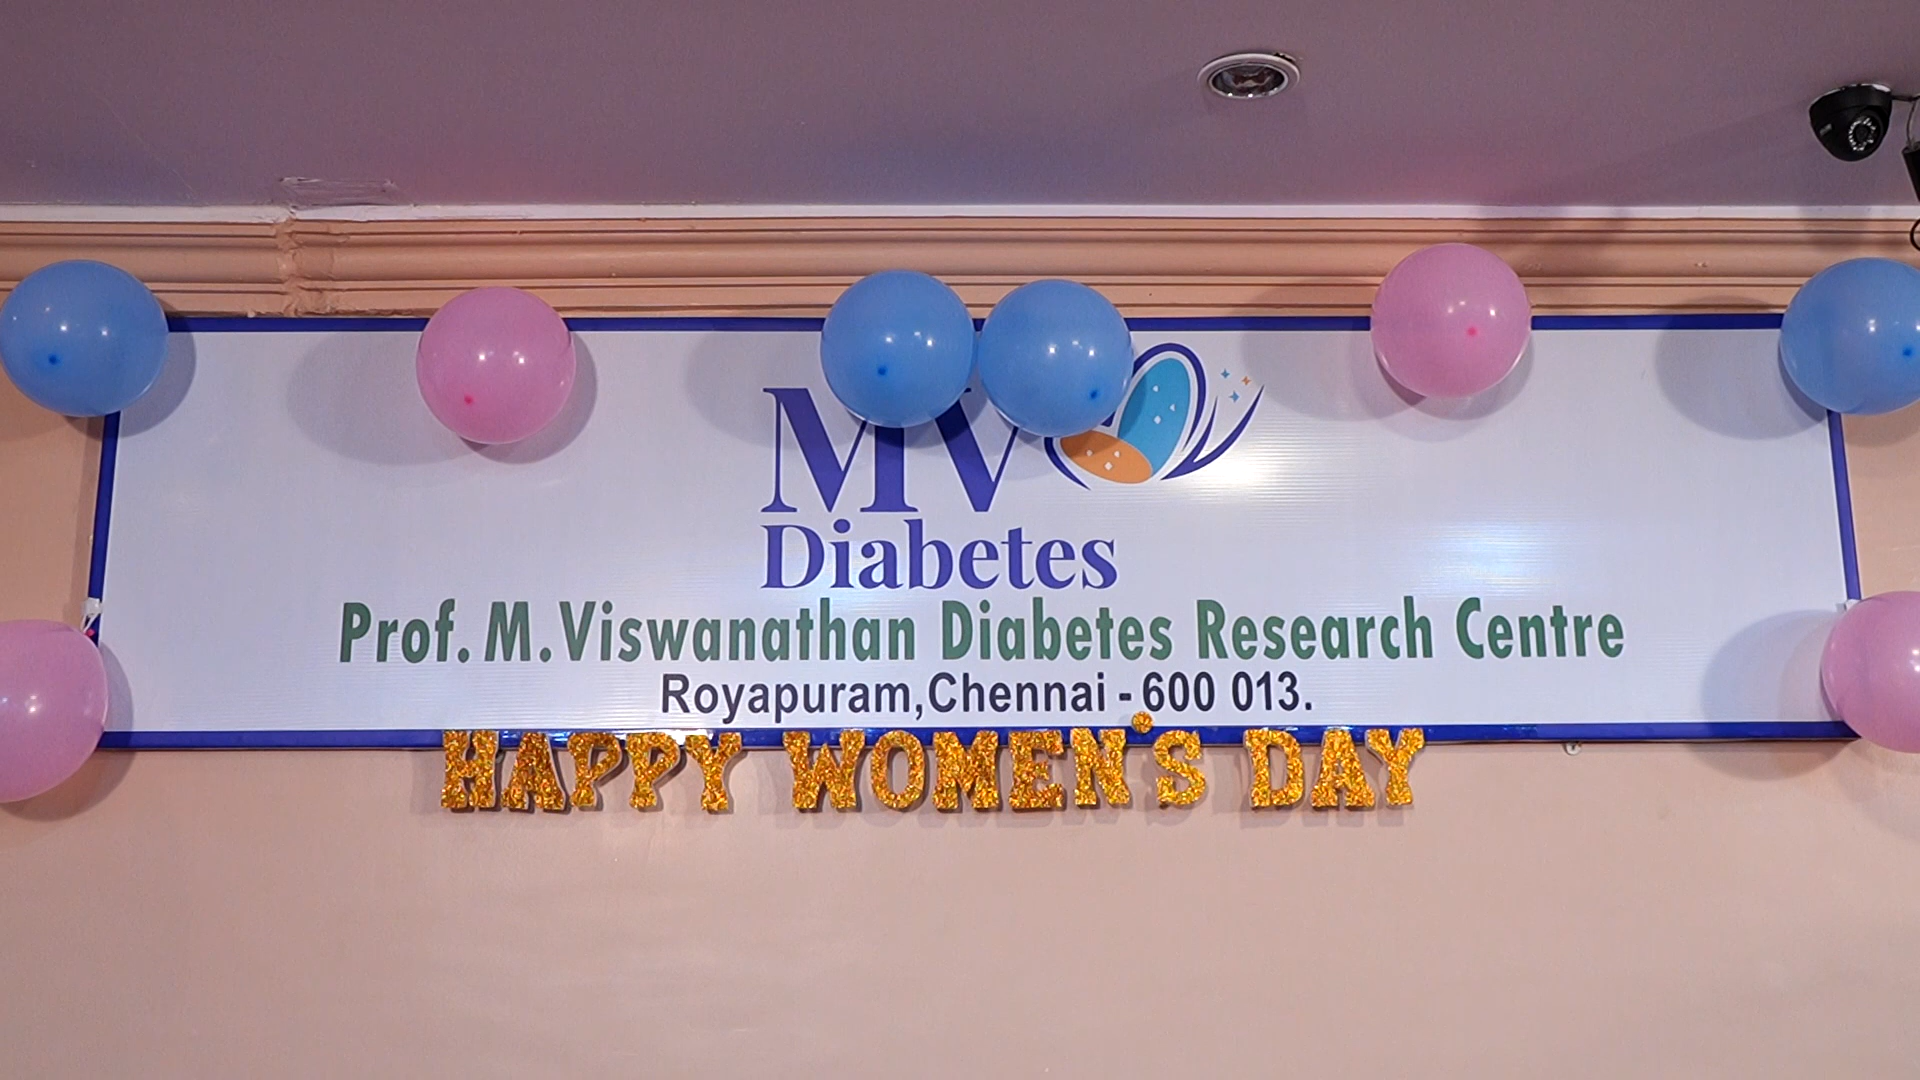 MV
Diabetes
Prof. M.Viswanathan Diabetes Research Centre
Royapuram,Chennai - 600 013.
HAPPY WOMEN'S DAY